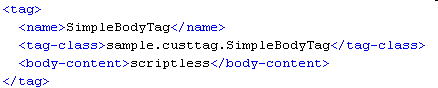 <tag>
<name>SimpleBodyTag</name>
<tag-class>sample.custtag.SimpleBodyTag</tag-class>
<body-content>scriptless</body-content>
</tag>